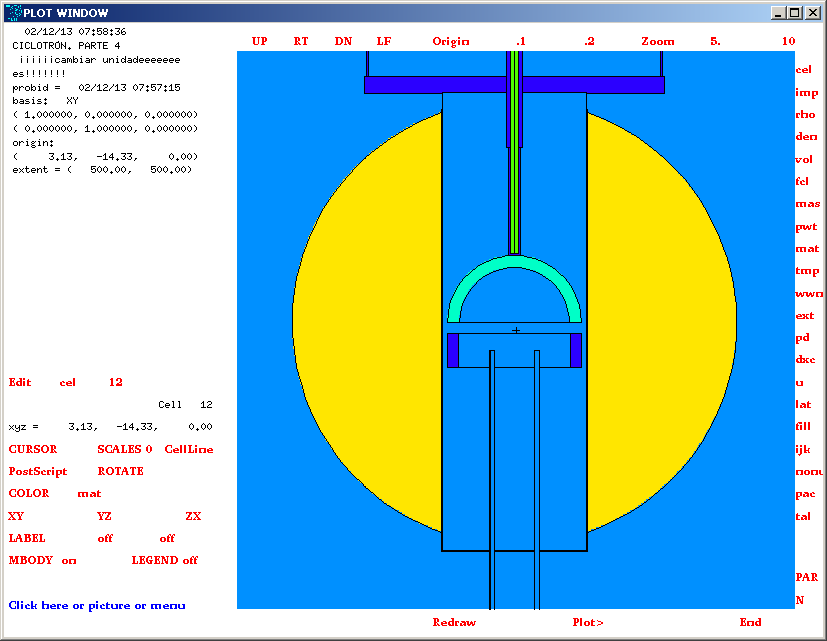 PLOT WINDOW
02/12/13 07:58:36
CICLOTRON. PARTE 4
iiiiiicambiar unidadeeeeeee
es!!!!!!!
probid = 02/12/13 07:57:15
basis: XY
( 1.000000, 0.000000, 0.000000)
( 0.000000, 1.000000, 0.000000)
origin:
( 3.13, -14.33, 0.00)
extent = ( 500.00, 500.00)
UP RT DN LF Origin .1 .2 Zoom 5. 10
cel
imp
rho
den
vol
fcl
mas
pwt
mat
tmp
wwn
ext
pd
dxc
u
lat
fill
ijk
nonu
pac
tal
PAR
N
Edit cel 12
Cell 12
xyz = 3.13, -14.33, 0.00
CURSOR SCALES 0 CellLine
PostScript ROTATE
COLOR mat
XY YZ ZX
LABEL off off
MBODY on LEGEND off
Click here or picture or menu
Redraw Plot> End